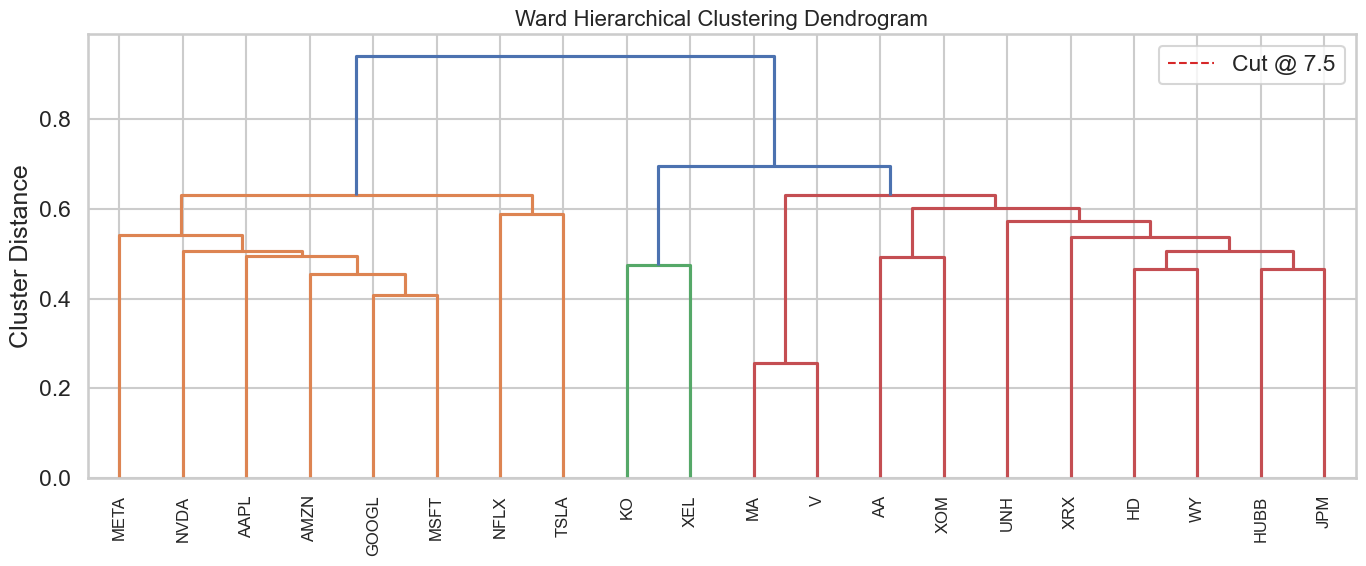 Ward Hierarchical Clustering Dendrogram
Cut @ 7.5
Cluster Distance
0.8
0.6
0.4
0.2
0.0
META
NVDA
AAPL
AMZN
GOOGL
MSFT
NFLX
TSLA
KO
XEL
MA
V
AA
XOM
UNH
XRX
HD
WY
HUBB
JPM